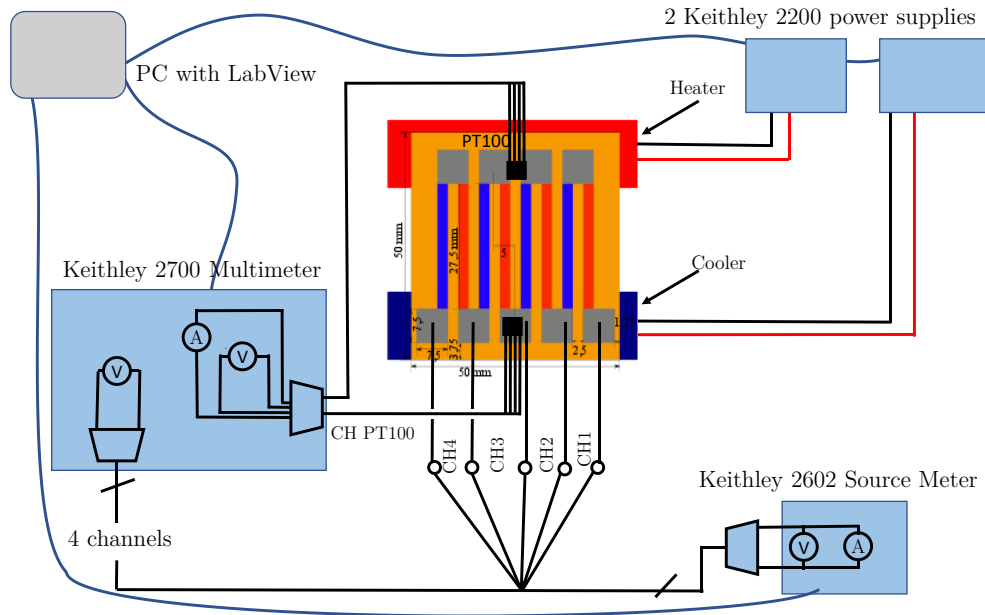 2 Keithley 2200 power supplies
PC with LabView
Heater
PT100
50 mm
27,5 mm
5
Cooler
Keithley 2700 Multimeter
A
V
V
7,5
7,5
3,75
2,5
50 mm
CH PT100
CH4
CH3
CH2
CH1
Keithley 2602 Source Meter
V
A
4 channels